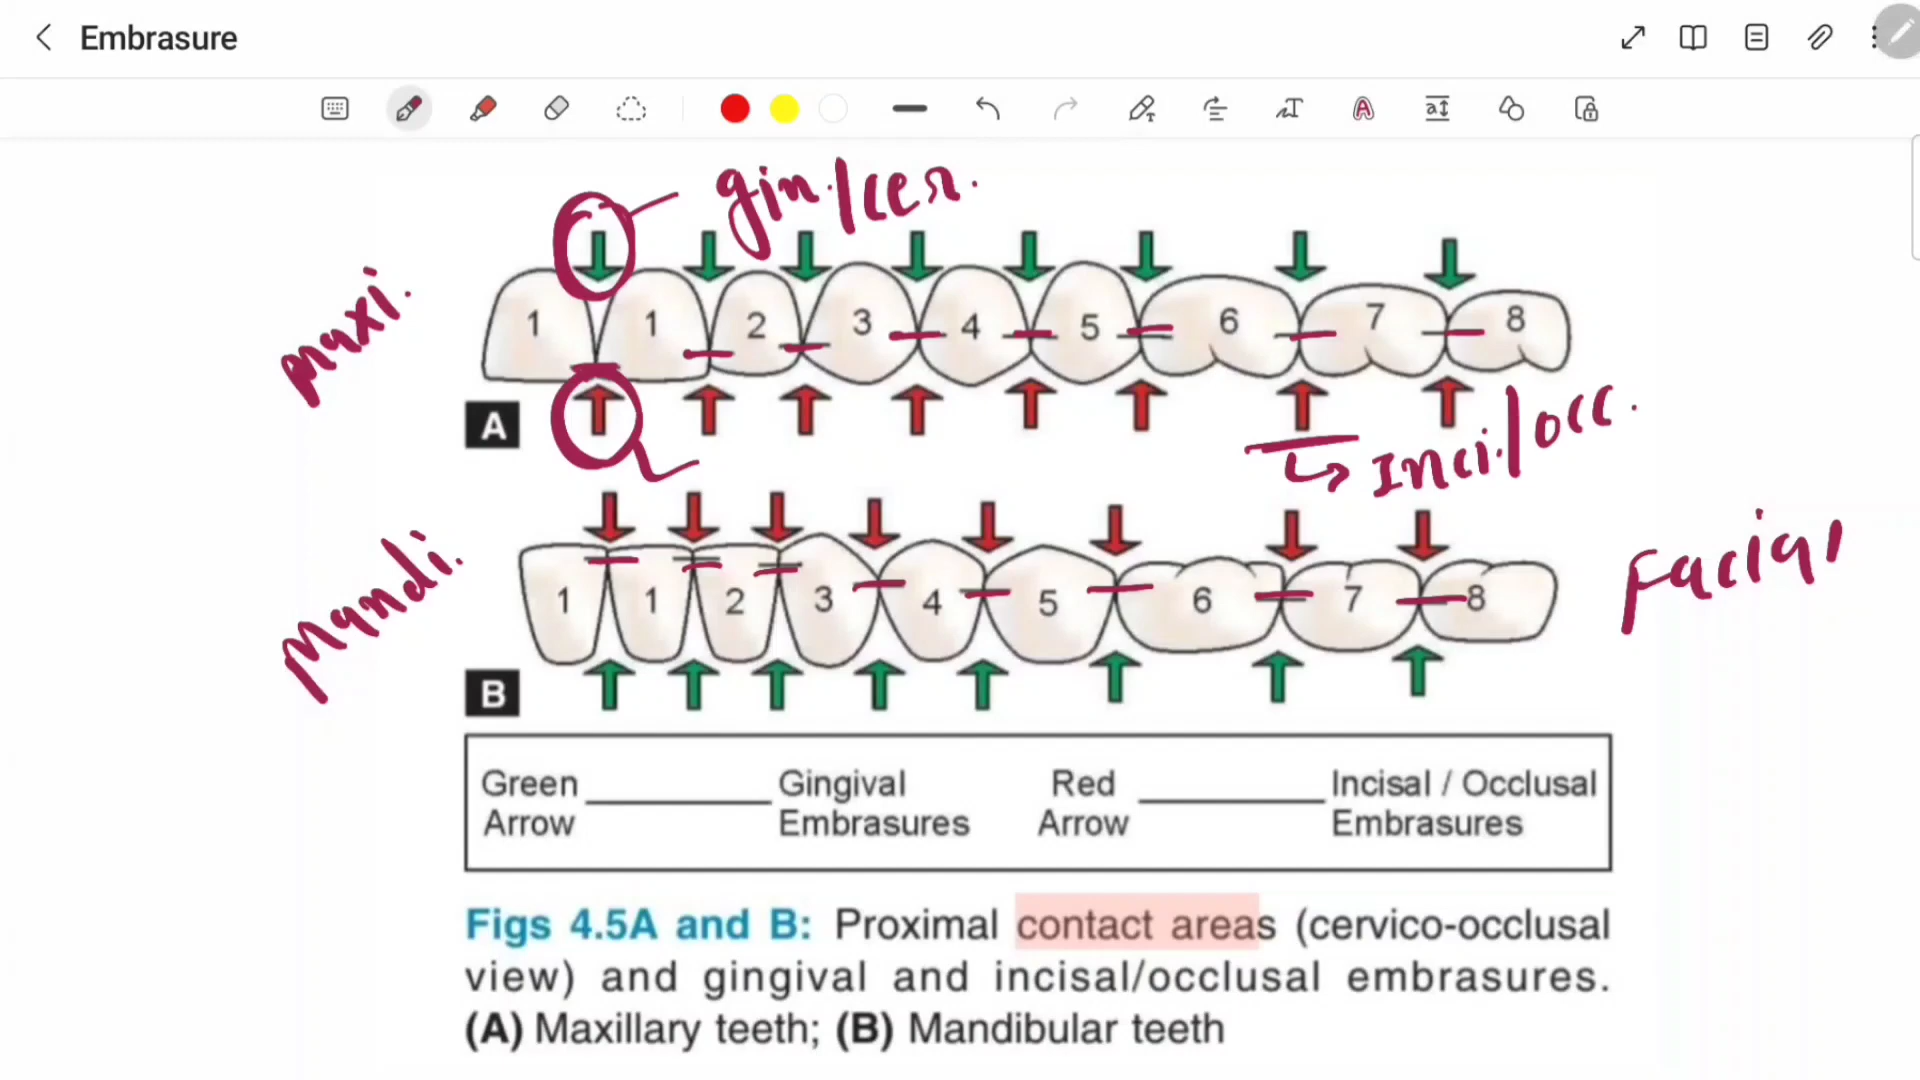 Embrasure
gin./cer.
maxi.
1 1 2 3 4 5 6 7 8
A
Inci./occ.
Mandi.
1 1 2 3 4 5 6 7 8
Facial
B
Green Arrow Gingival Embrasures Red Arrow Incisal / Occlusal Embrasures
Figs 4.5A and B: Proximal contact areas (cervico-occlusal
view) and gingival and incisal/occlusal embrasures.
(A) Maxillary teeth; (B) Mandibular teeth